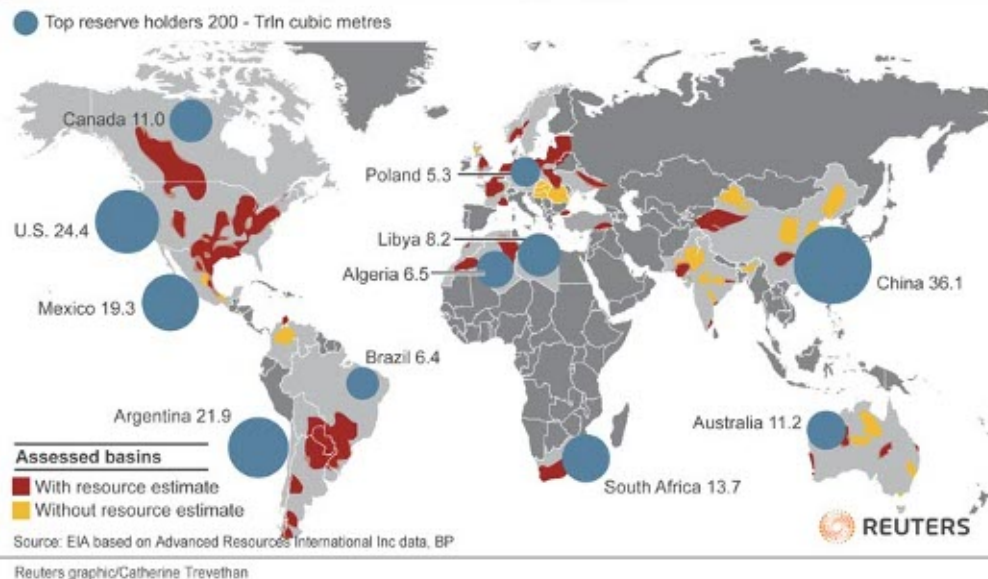 Top reserve holders 200 - Trln cubic metres
Canada 11.0
Poland 5.3
U.S. 24.4
Libya 8.2
Algeria 6.5
China 36.1
Mexico 19.3
Brazil 6.4
Argentina 21.9
Australia 11.2
South Africa 13.7
Assessed basins
With resource estimate
Without resource estimate
REUTERS
Source: EIA based on Advanced Resources International Inc data, BP
Reuters graphic/Catherine Trevethan